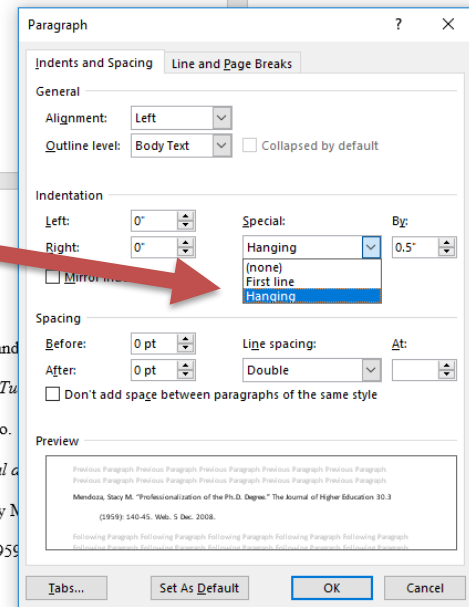 Paragraph ? ×
Indents and Spacing Line and Page Breaks
General
Alignment: Left
Outline level: Body Text Collapsed by default
Indentation
Left: 0" Special: By:
Right: 0" Hanging 0.5"
(none)
Mirror
First line
Hanging
Spacing
Before: 0 pt Line spacing: At:
After: 0 pt Double
Don't add space between paragraphs of the same style
Preview
Previous Paragraph Previous Paragraph Previous Paragraph Previous Paragraph Previous Paragraph
Previous Paragraph Previous Paragraph Previous Paragraph Previous Paragraph Previous Paragraph
Mendoza, Stacy M. "Professionalization of the Ph.D. Degree." The Journal of Higher Education 30.3
(1959): 140-45. Web. 5 Dec. 2008.
Following Paragraph Following Paragraph Following Paragraph Following Paragraph Following Paragraph
Following Paragraph Following Paragraph Following Paragraph Following Paragraph Following Paragraph
Tabs... Set As Default OK Cancel